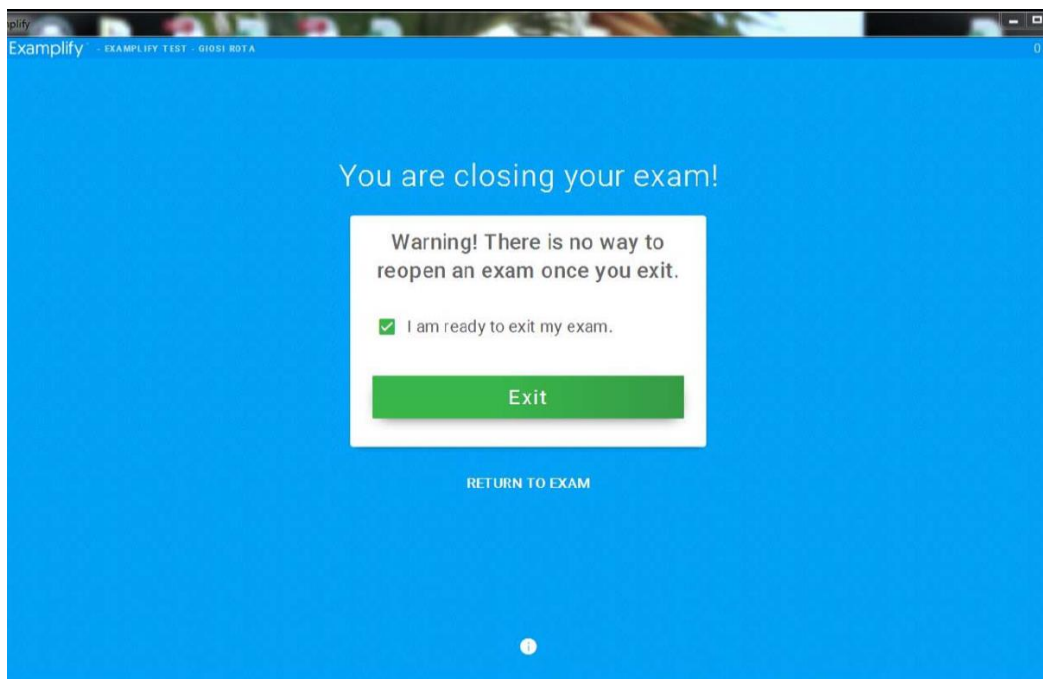 Examplify - EXAMPLIFY TEST - GIOSI ROTA
You are closing your exam!
Warning! There is no way to
reopen an exam once you exit.
I am ready to exit my exam.
Exit
RETURN TO EXAM